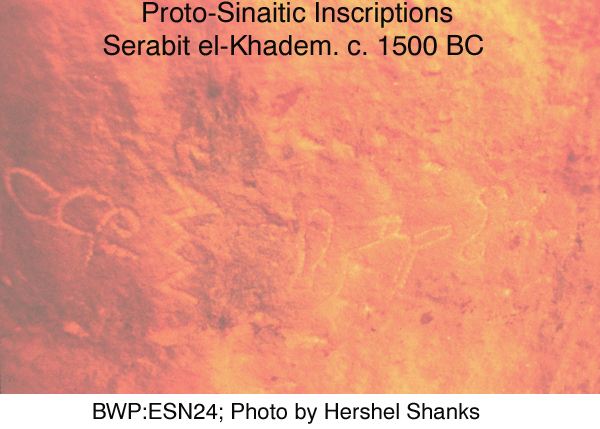 Proto-Sinaitic Inscriptions
Serabit el-Khadem. c. 1500 BC
BWP:ESN24; Photo by Hershel Shanks